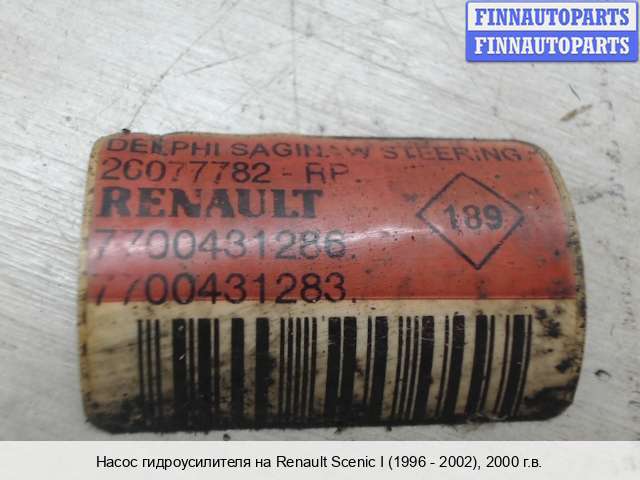 FINNAUTOPARTS
FINNAUTOPARTS
DELPHI SAGINAW STEERING
26077782 - RP.
RENAULT
189
7700431286.
7700431283.
Насос гидроусилителя на Renault Scenic I (1996 - 2002), 2000 г.в.